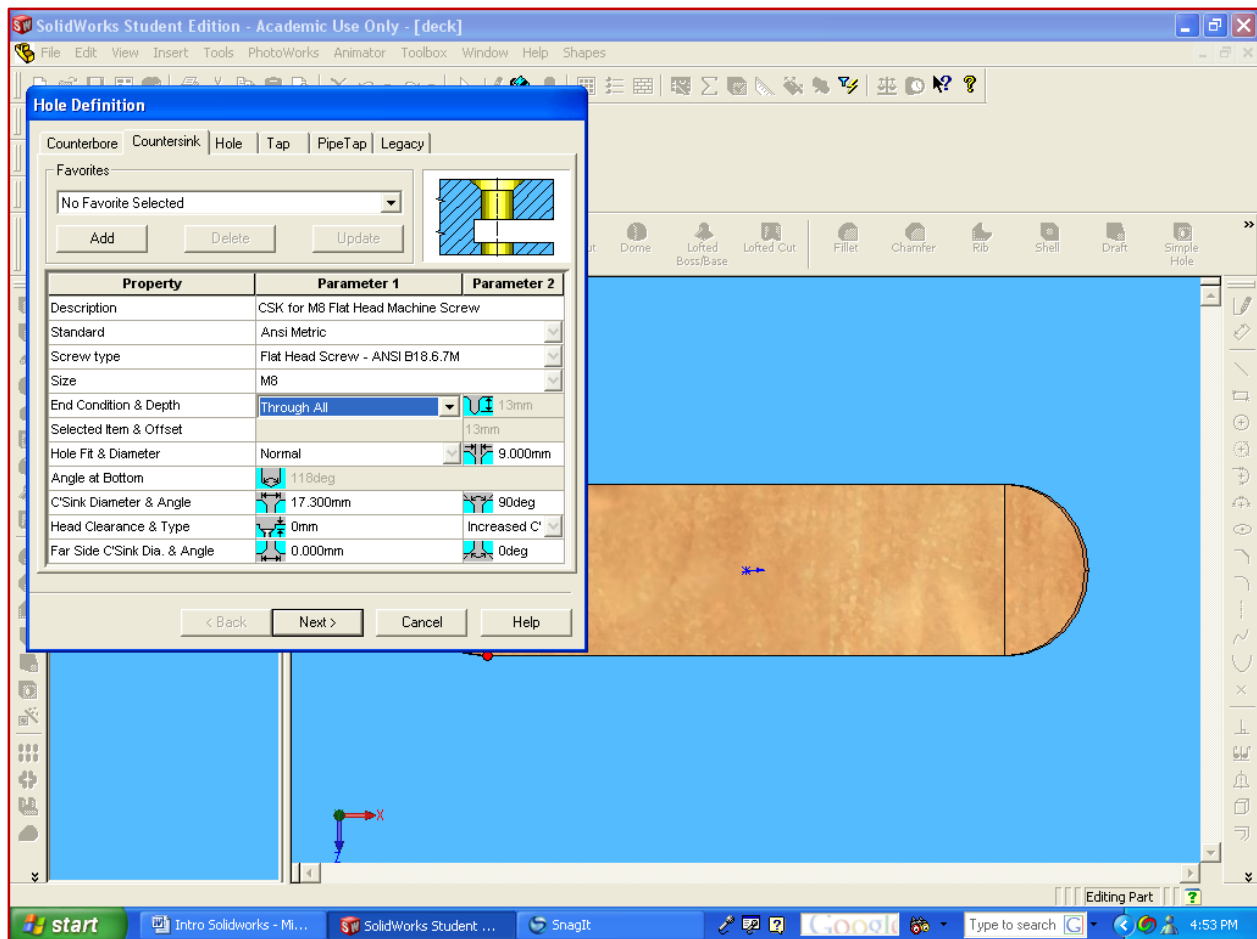 SolidWorks Student Edition - Academic Use Only - [deck]
File Edit View Insert Tools PhotoWorks Animator Toolbox Window Help Shapes
Hole Definition
Counterbore Countersink Hole Tap PipeTap Legacy
Favorites
No Favorite Selected
Add Delete Update
Property Parameter 1 Parameter 2
Description CSK for M8 Flat Head Machine Screw
Standard Ansi Metric
Screw type Flat Head Screw - ANSI B18.6.7M
Size M8
End Condition & Depth Through All 13mm
Selected Item & Offset 13mm
Hole Fit & Diameter Normal 9.000mm
Angle at Bottom 118deg
C'Sink Diameter & Angle 17.300mm 90deg
Head Clearance & Type 0mm Increased C'
Far Side C'Sink Dia. & Angle 0.000mm 0deg
< Back Next > Cancel Help
Dome Lofted Boss/Base Lofted Cut Fillet Chamfer Rib Shell Draft Simple Hole
X
Z
Editing Part
start Intro Solidworks - Mi... SolidWorks Student ... SnagIt Google Type to search 4:53 PM